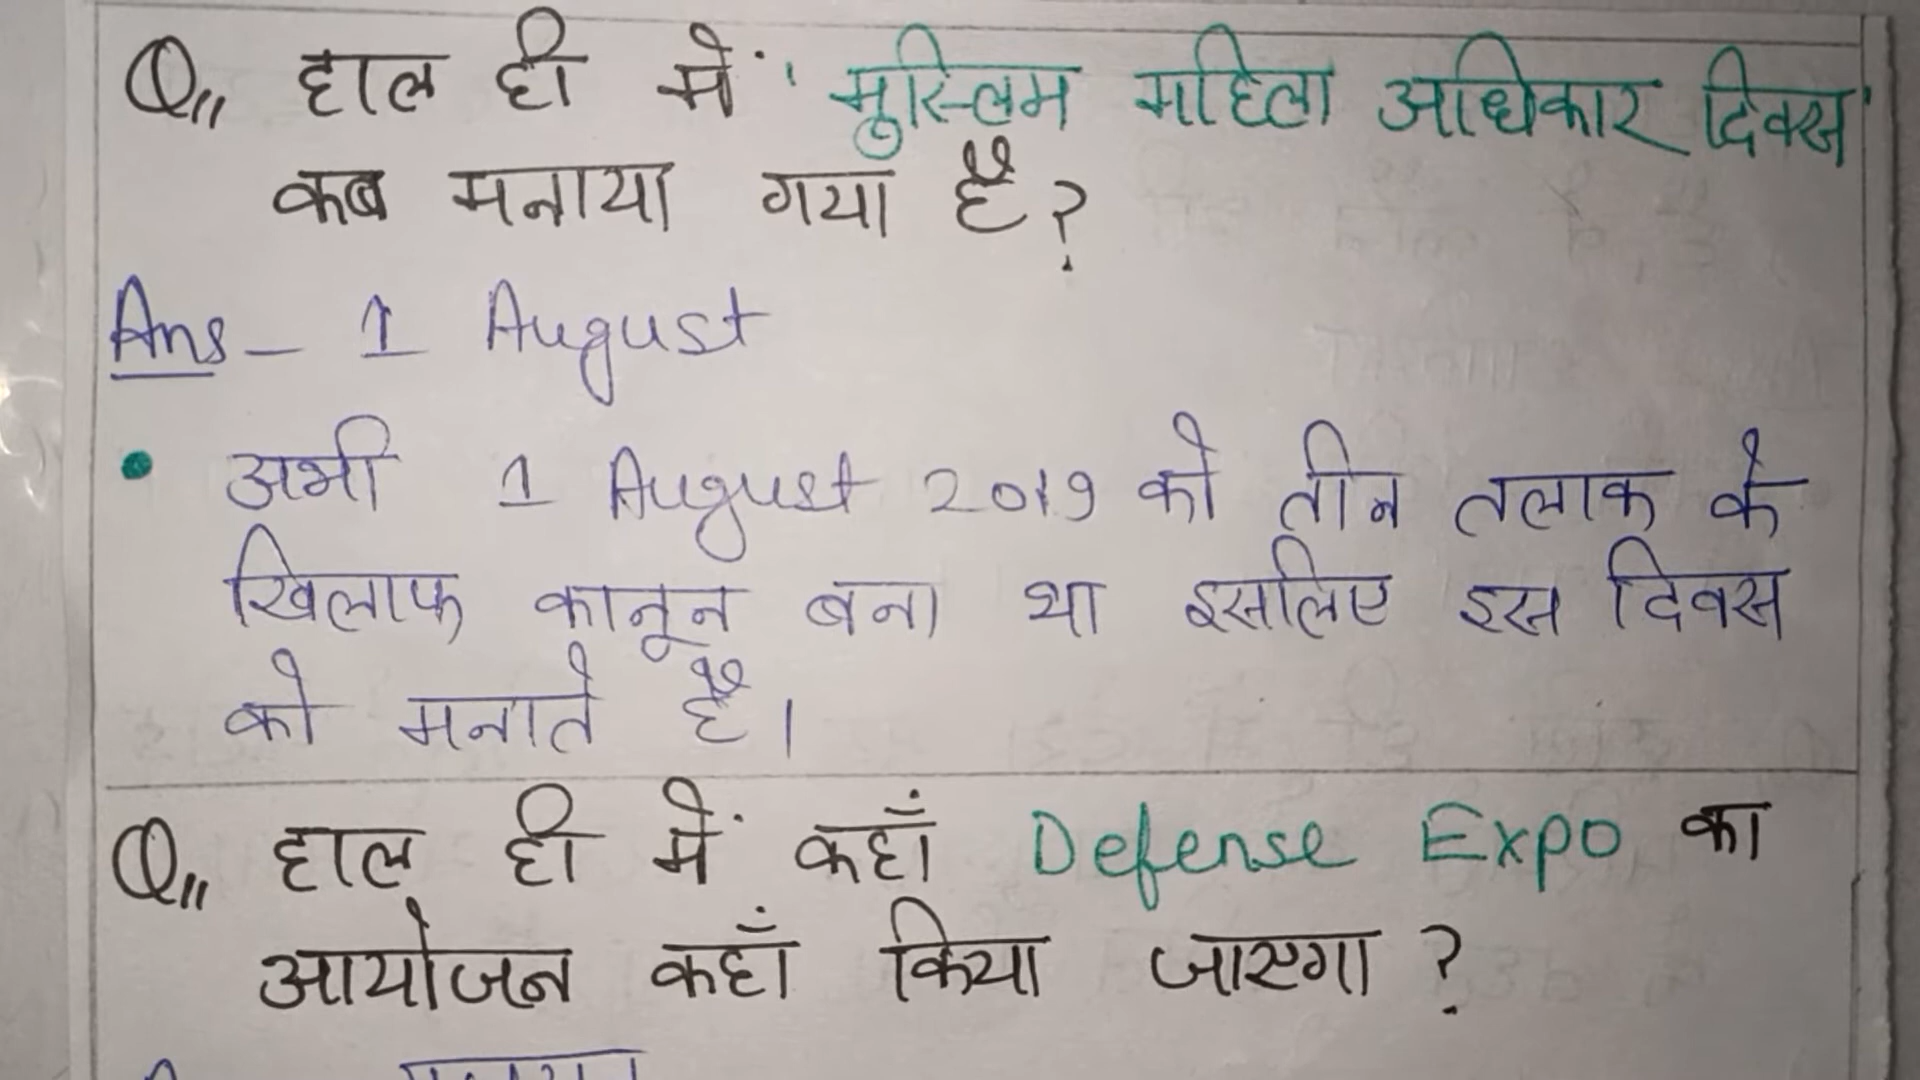 Q,, हाल ही में 'मुस्लिम महिला अधिकार दिवस'
कब मनाया गया है?
Ans - 1 August
• अभी 1 August 2019 को तीन तलाक के
खिलाफ कानून बना था इसलिए इस दिवस
को मनाते है।
Q,, हाल ही में कहाँ Defense Expo का
आयोजन कहाँ किया जाएगा ?